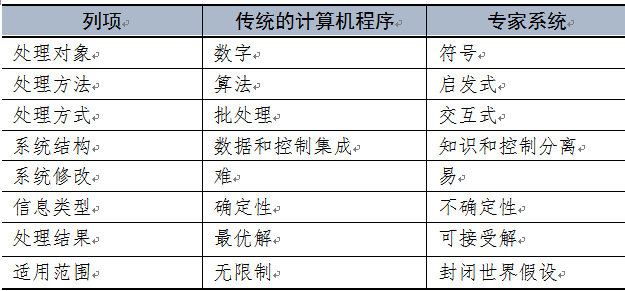 列项 传统的计算机程序 专家系统
处理对象 数字 符号
处理方法 算法 启发式
处理方式 批处理 交互式
系统结构 数据和控制集成 知识和控制分离
系统修改 难 易
信息类型 确定性 不确定性
处理结果 最优解 可接受解
适用范围 无限制 封闭世界假设